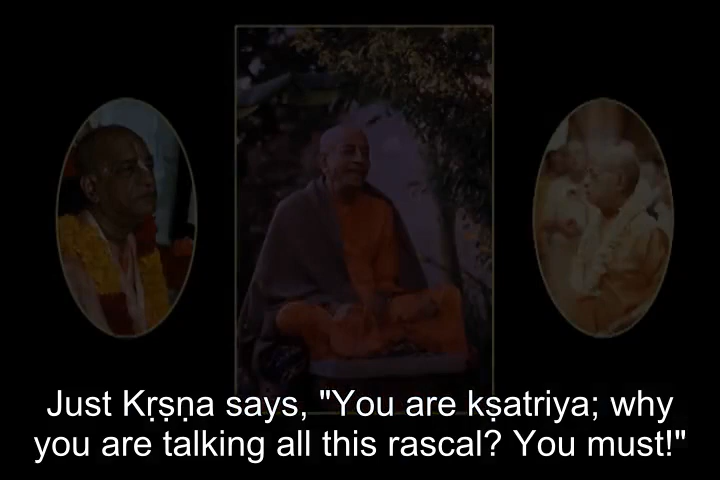 Just Kṛṣṇa says, "You are kṣatriya; why
you are talking all this rascal? You must!"